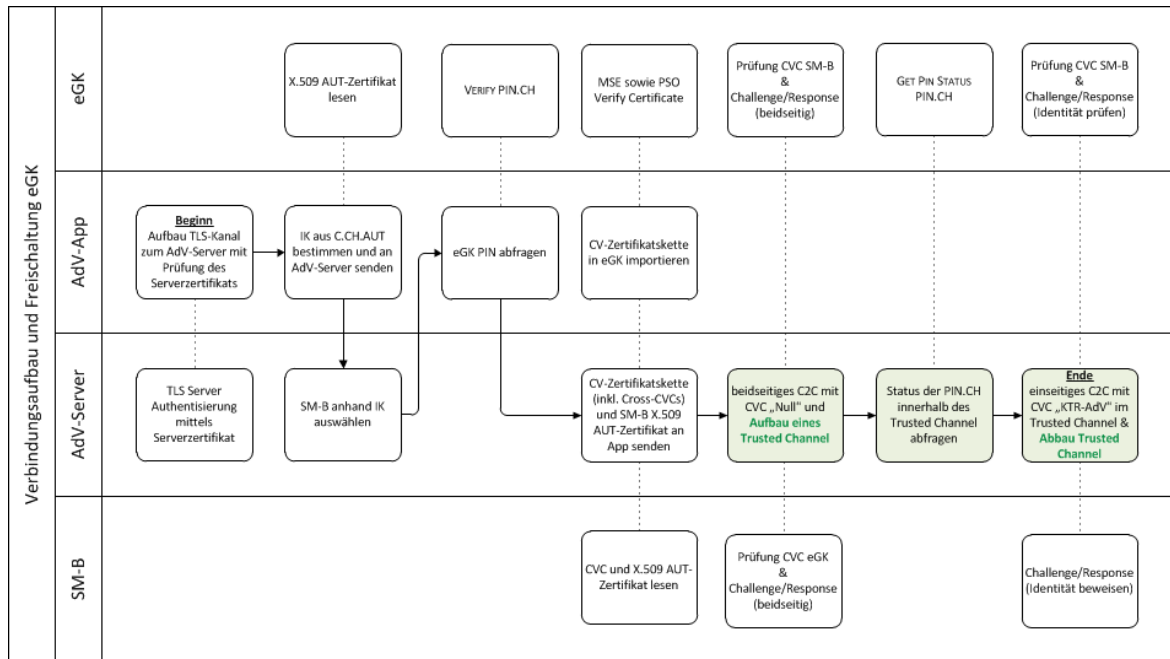 Verbindungsaufbau und Freischaltung eGK
eGK
X.509 AUT-Zertifikat
lesen
VERIFY PIN.CH
MSE sowie PSO
Verify Certificate
Prüfung CVC SM-B
&
Challenge/Response
(beidseitig)
GET PIN STATUS
PIN.CH
Prüfung CVC SM-B
&
Challenge/Response
(Identität prüfen)
AdV-App
Beginn
Aufbau TLS-Kanal
zum AdV-Server mit
Prüfung des
Serverzertifikats
IK aus C.CH.AUT
bestimmen und an
AdV-Server senden
eGK PIN abfragen
CV-Zertifikatskette
in eGK importieren
AdV-Server
TLS Server
Authentisierung
mittels
Serverzertifikat
SM-B anhand IK
auswählen
CV-Zertifikatskette
(inkl. Cross-CVCs)
und SM-B X.509
AUT-Zertifikat an
App senden
beidseitiges C2C mit
CVC „Null" und
Aufbau eines
Trusted Channel
Status der PIN.CH
innerhalb des
Trusted Channel
abfragen
Ende
einseitiges C2C mit
CVC „KTR-AdV" im
Trusted Channel &
Abbau Trusted
Channel
SM-B
CVC und X.509 AUT-
Zertifikat lesen
Prüfung CVC eGK
&
Challenge/Response
(beidseitig)
Challenge/Response
(Identität beweisen)